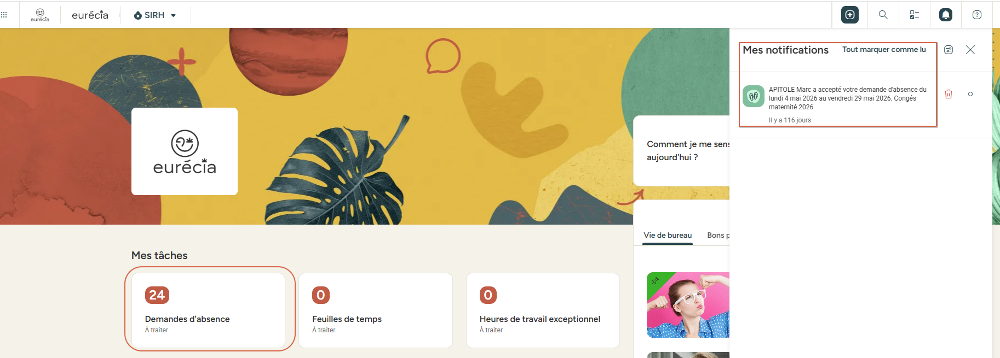 eurécia
eurécia
SIRH
Mes notifications
Tout marquer comme lu
APITOLE Marc a accepté votre demande d'absence du
lundi 4 mai 2026 au vendredi 29 mai 2026. Congés
maternité 2026
Il y a 116 jours
eurécia
Comment je me sens
aujourd'hui ?
Vie de bureau
Bons p
Mes tâches
24
Demandes d'absence
À traiter
0
Feuilles de temps
À traiter
0
Heures de travail exceptionnel
À traiter